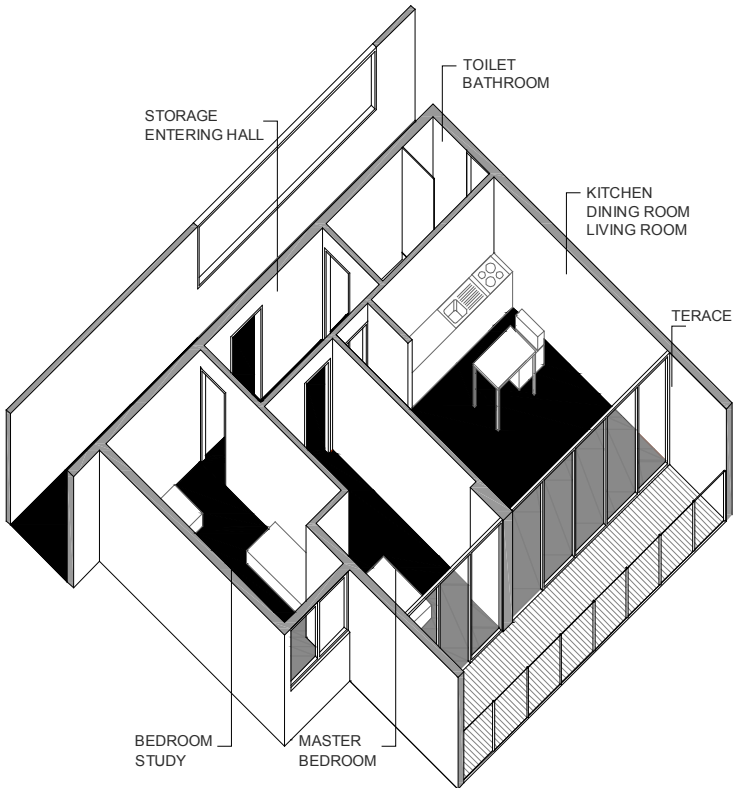 TOILET
BATHROOM
STORAGE
ENTERING HALL
KITCHEN
DINING ROOM
LIVING ROOM
TERACE
BEDROOM
STUDY
MASTER
BEDROOM